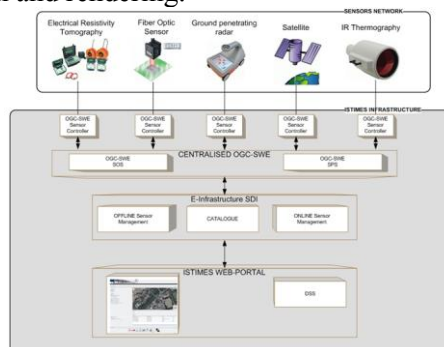 and rendering.
SENSORS NETWORK
Electrical Resistivity
Tomography
Fiber Optic
Sensor
Ground penetrating
radar
Satellite
IR Thermography
ISTIMES INFRASTRUCTURE
OGC-SWE
Sensor
Controller
OGC-SWE
Sensor
Controller
OGC-SWE
Sensor
Controller
OGC-SWE
Sensor
Controller
OGC-SWE
Sensor
Controller
CENTRALISED OGC-SWE
OGC-SWE
SOS
OGC-SWE
SPS
E-Infrastructure SDI
OFFLINE Sensor
Management
CATALOGUE
ONLINE Sensor
Management
ISTIMES WEB-PORTAL
DSS